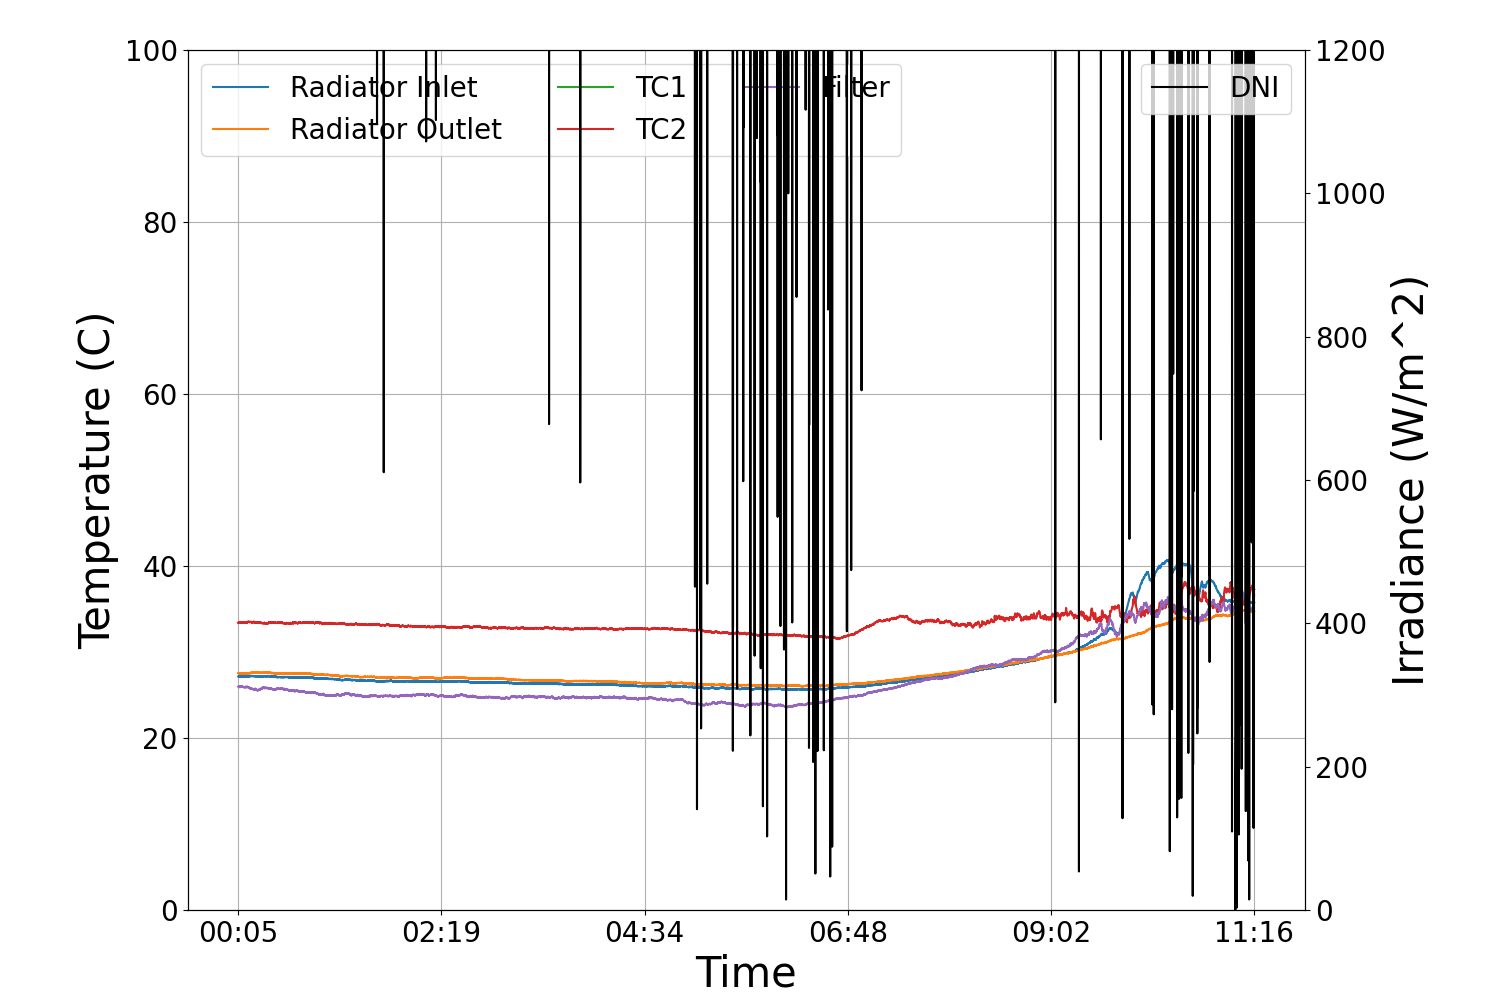 100
80
60
40
20
0
Temperature (C)
Radiator Inlet
Radiator Outlet
TC1
TC2
Filter
DNI
1200
1000
800
600
400
200
0
Irradiance (W/m^2)
00:05
02:19
04:34
06:48
09:02
11:16
Time